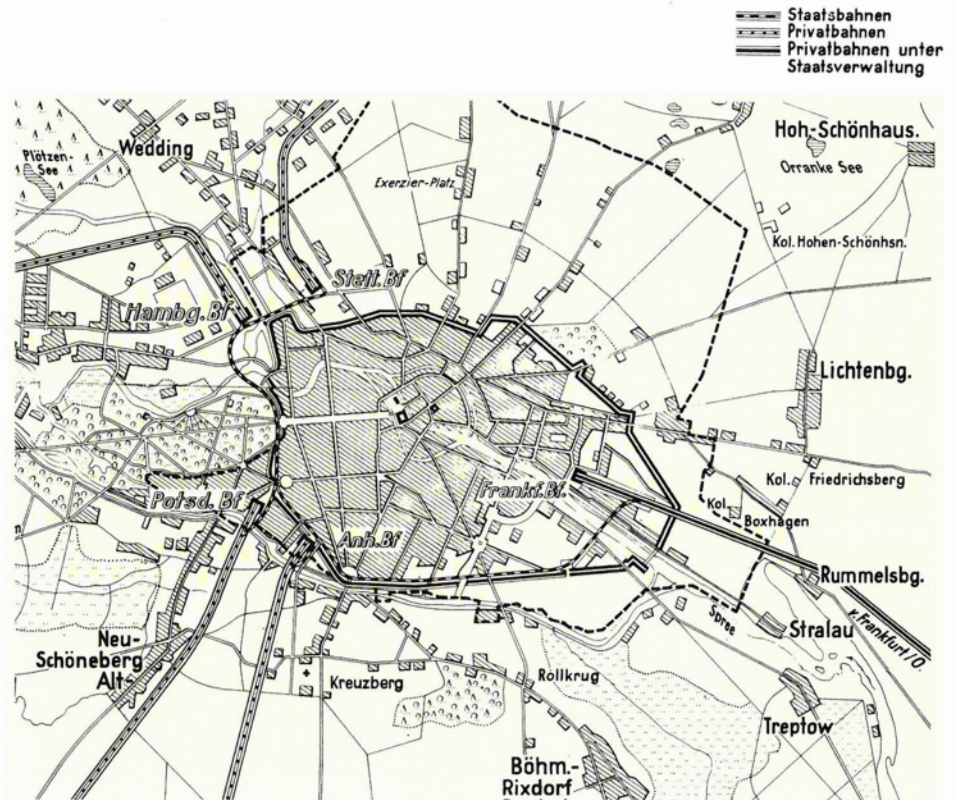 Staatsbahnen
Privatbahnen
Privatbahnen unter
Staatsverwaltung
Hoh.-Schönhaus.
Wedding
Plötzen-
See
Orranke See
Exerzier-Platz
Kol. Hohen-Schönhsn.
Stett. Bf
Hambg. Bf
Lichtenbg.
Kol. Friedrichsberg
Frankf. Bf.
Potsd. Bf
Kol.
Boxhagen
Anh. Bf
Rummelsbg.
v. Frankfurt/O.
Spree
Stralau
Neu-
Schöneberg
Alt-
Kreuzberg
Rollkrug
Treptow
Böhm.-
Rixdorf